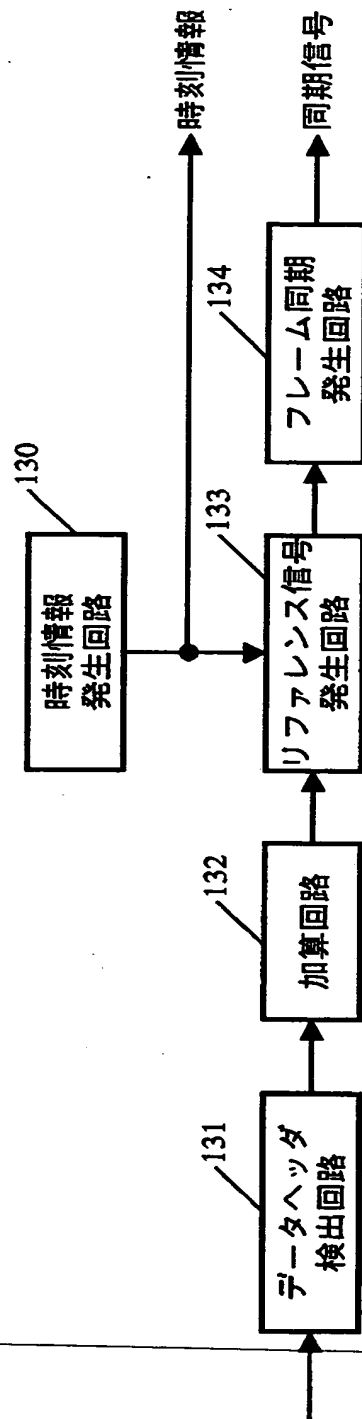 130
時刻情報
発生回路
時刻情報
131
データヘッダ
検出回路
132
加算回路
133
リファレンス信号
発生回路
134
フレーム同期
発生回路
同期信号